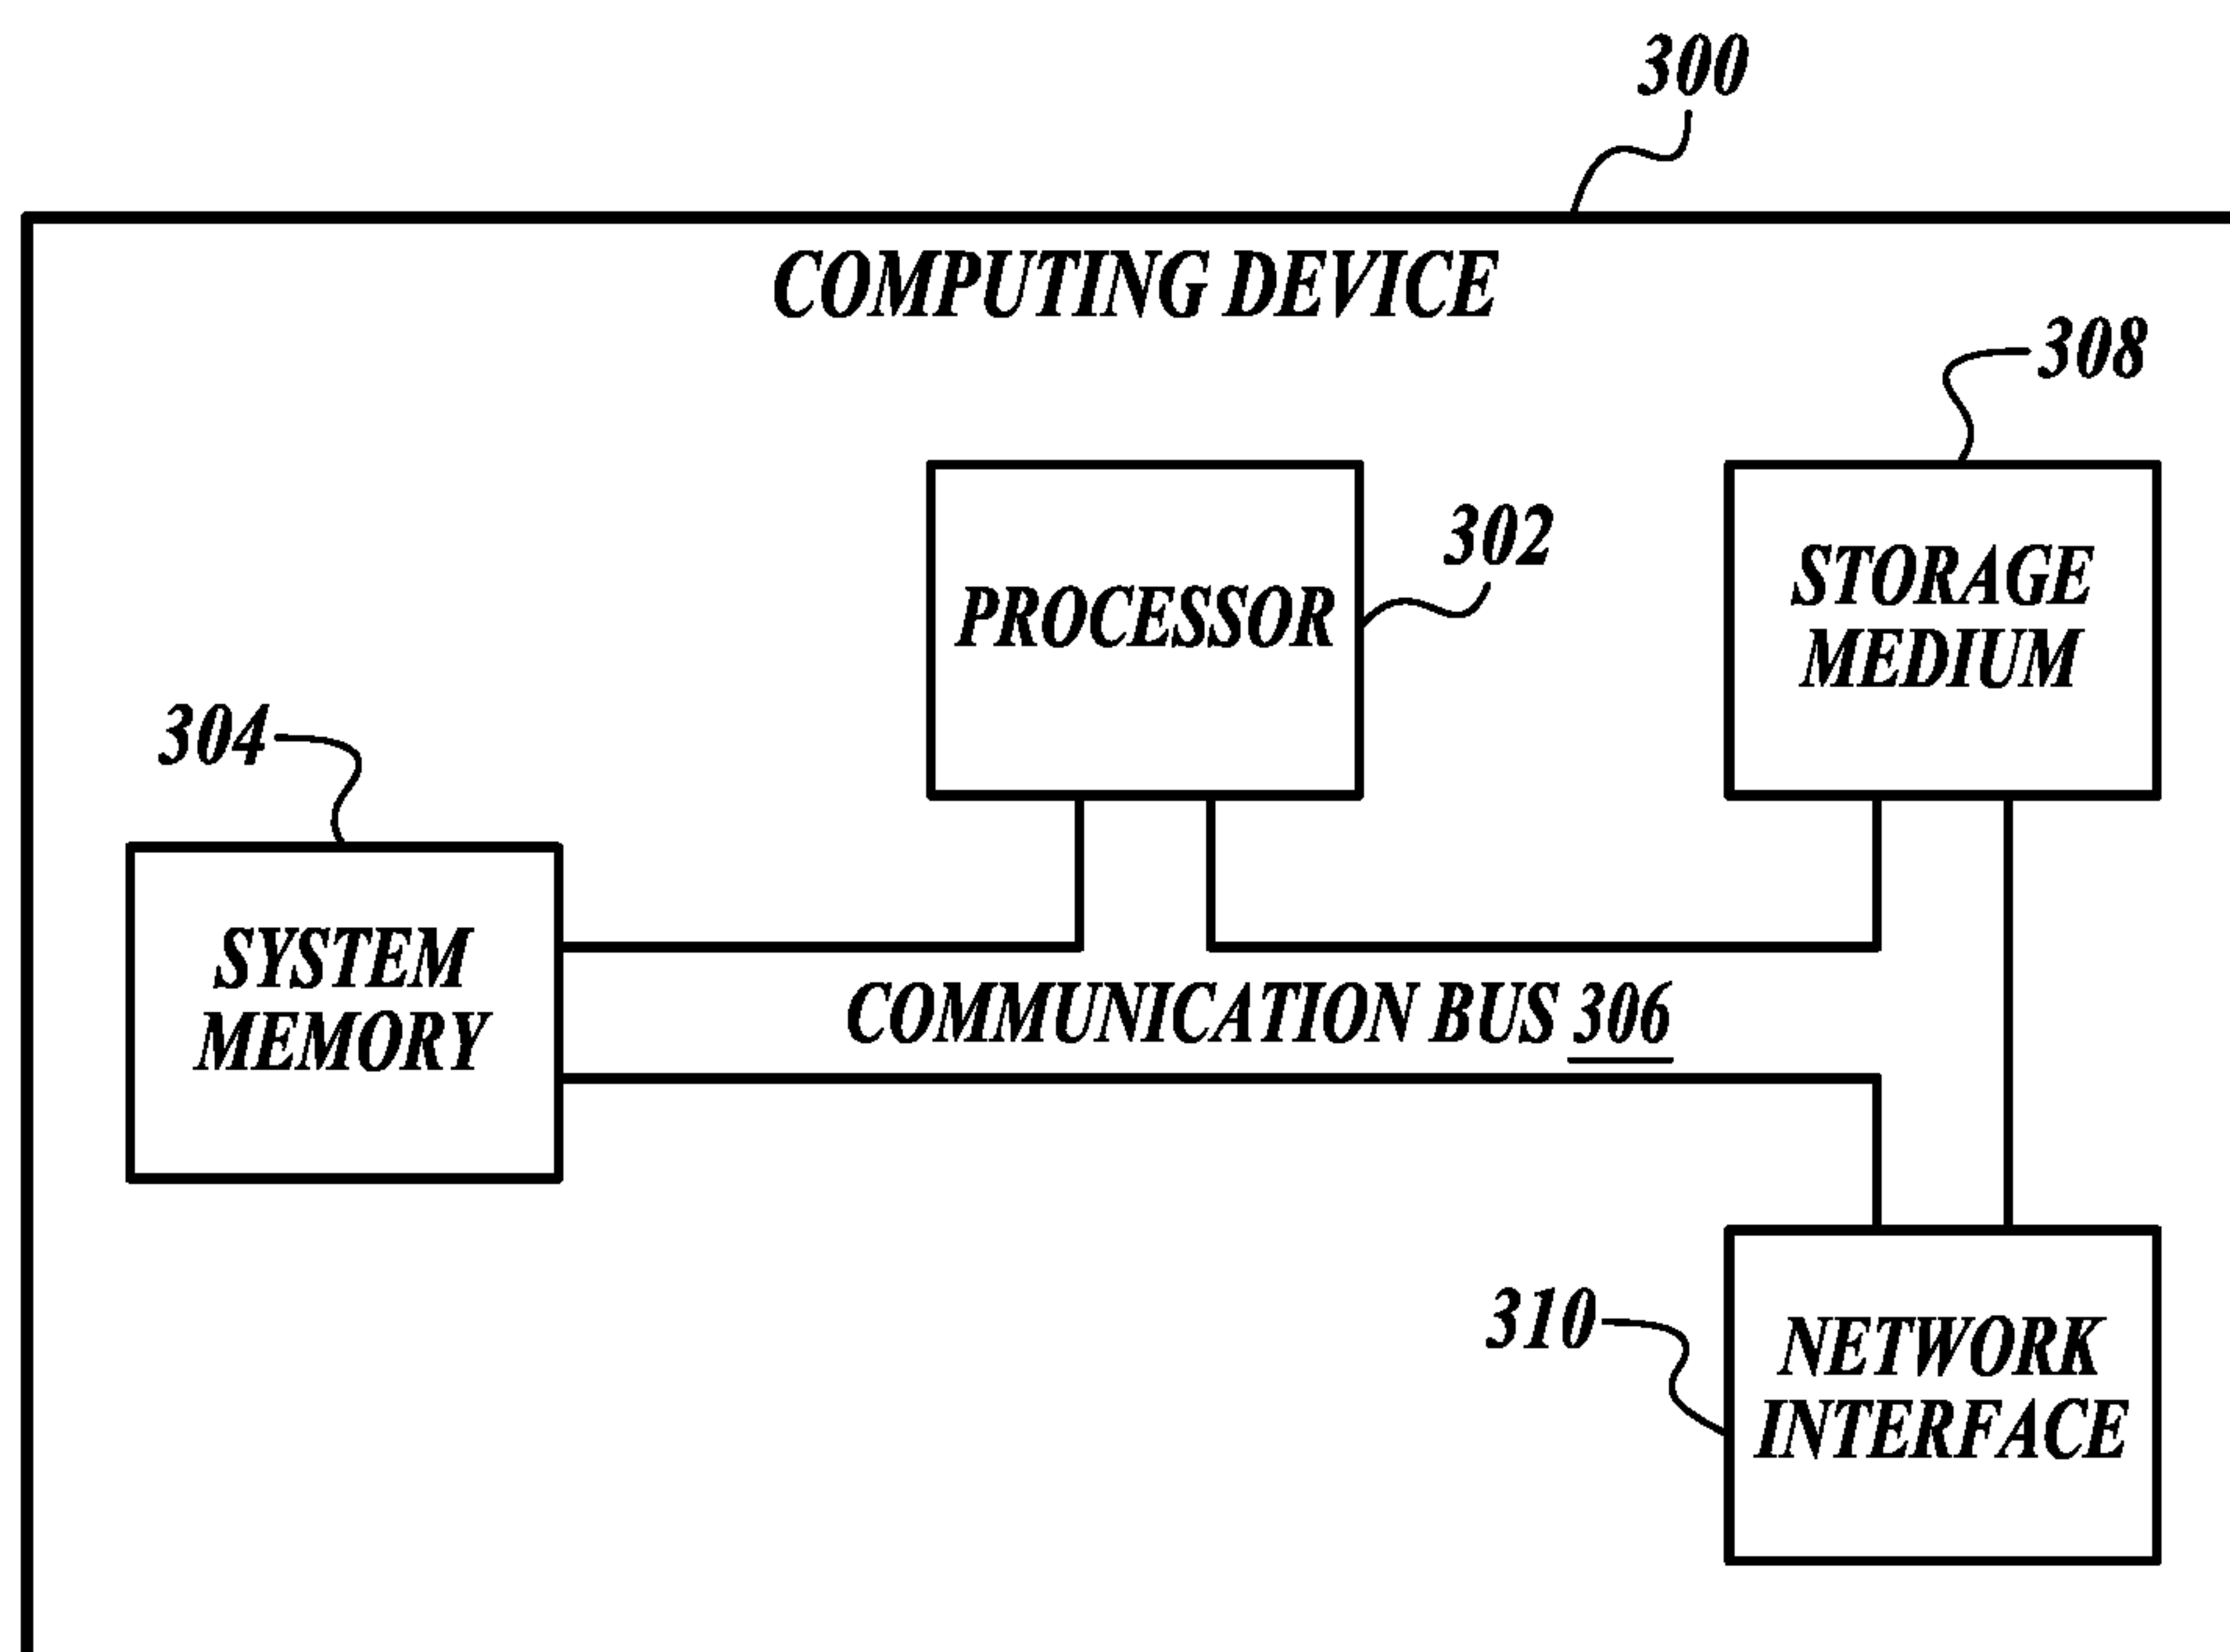 300
COMPUTING DEVICE
308
302
PROCESSOR
STORAGE
MEDIUM
304
SYSTEM
MEMORY
COMMUNICATION BUS 306
310
NETWORK
INTERFACE